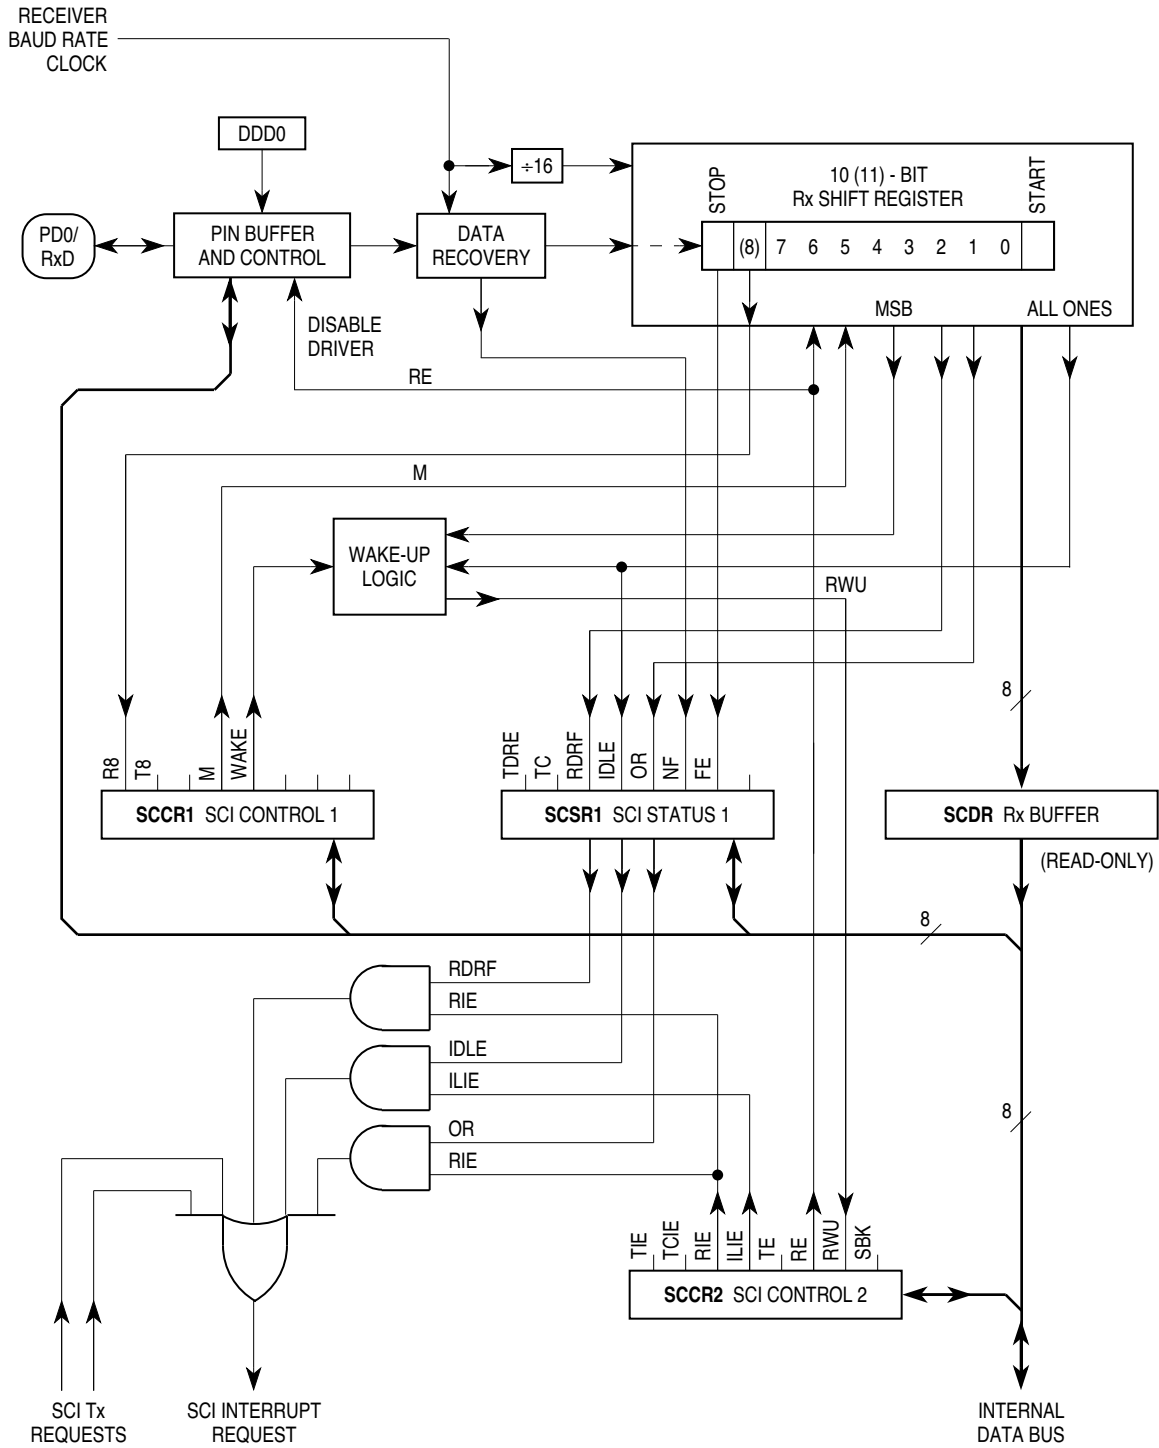 RECEIVER
BAUD RATE
CLOCK
DDD0
÷16
STOP
10 (11) - BIT
Rx SHIFT REGISTER
START
PD0/
RxD
PIN BUFFER
AND CONTROL
DATA
RECOVERY
(8) 7 6 5 4 3 2 1 0
DISABLE
DRIVER
MSB
ALL ONES
RE
M
WAKE-UP
LOGIC
RWU
8
R8
T8
M
WAKE
TDRE
TC
RDRF
IDLE
OR
NF
FE
SCCR1 SCI CONTROL 1
SCSR1 SCI STATUS 1
SCDR Rx BUFFER
(READ-ONLY)
8
RDRF
RIE
IDLE
ILIE
8
OR
RIE
TIE
TCIE
RIE
ILIE
TE
RE
RWU
SBK
SCCR2 SCI CONTROL 2
SCI Tx
REQUESTS
SCI INTERRUPT
REQUEST
INTERNAL
DATA BUS